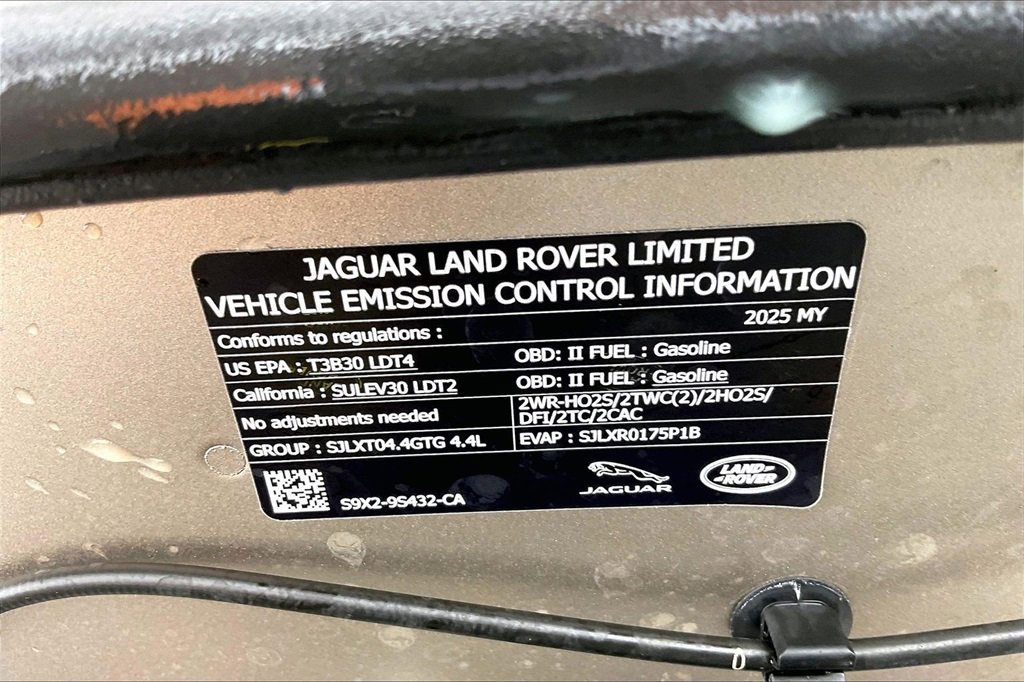 JAGUAR LAND ROVER LIMITED
VEHICLE EMISSION CONTROL INFORMATION
2025 MY
Conforms to regulations :
US EPA : T3B30 LDT4 OBD: II FUEL : Gasoline
California : SULEV30 LDT2 OBD: II FUEL : Gasoline
No adjustments needed
2WR-HO2S/2TWC(2)/2HO2S/
DFI/2TC/2CAC
GROUP : SJLXT04.4GTG 4.4L EVAP : SJLXR0175P1B
S9X2-9S432-CA
JAGUAR
LAND-
ROVER